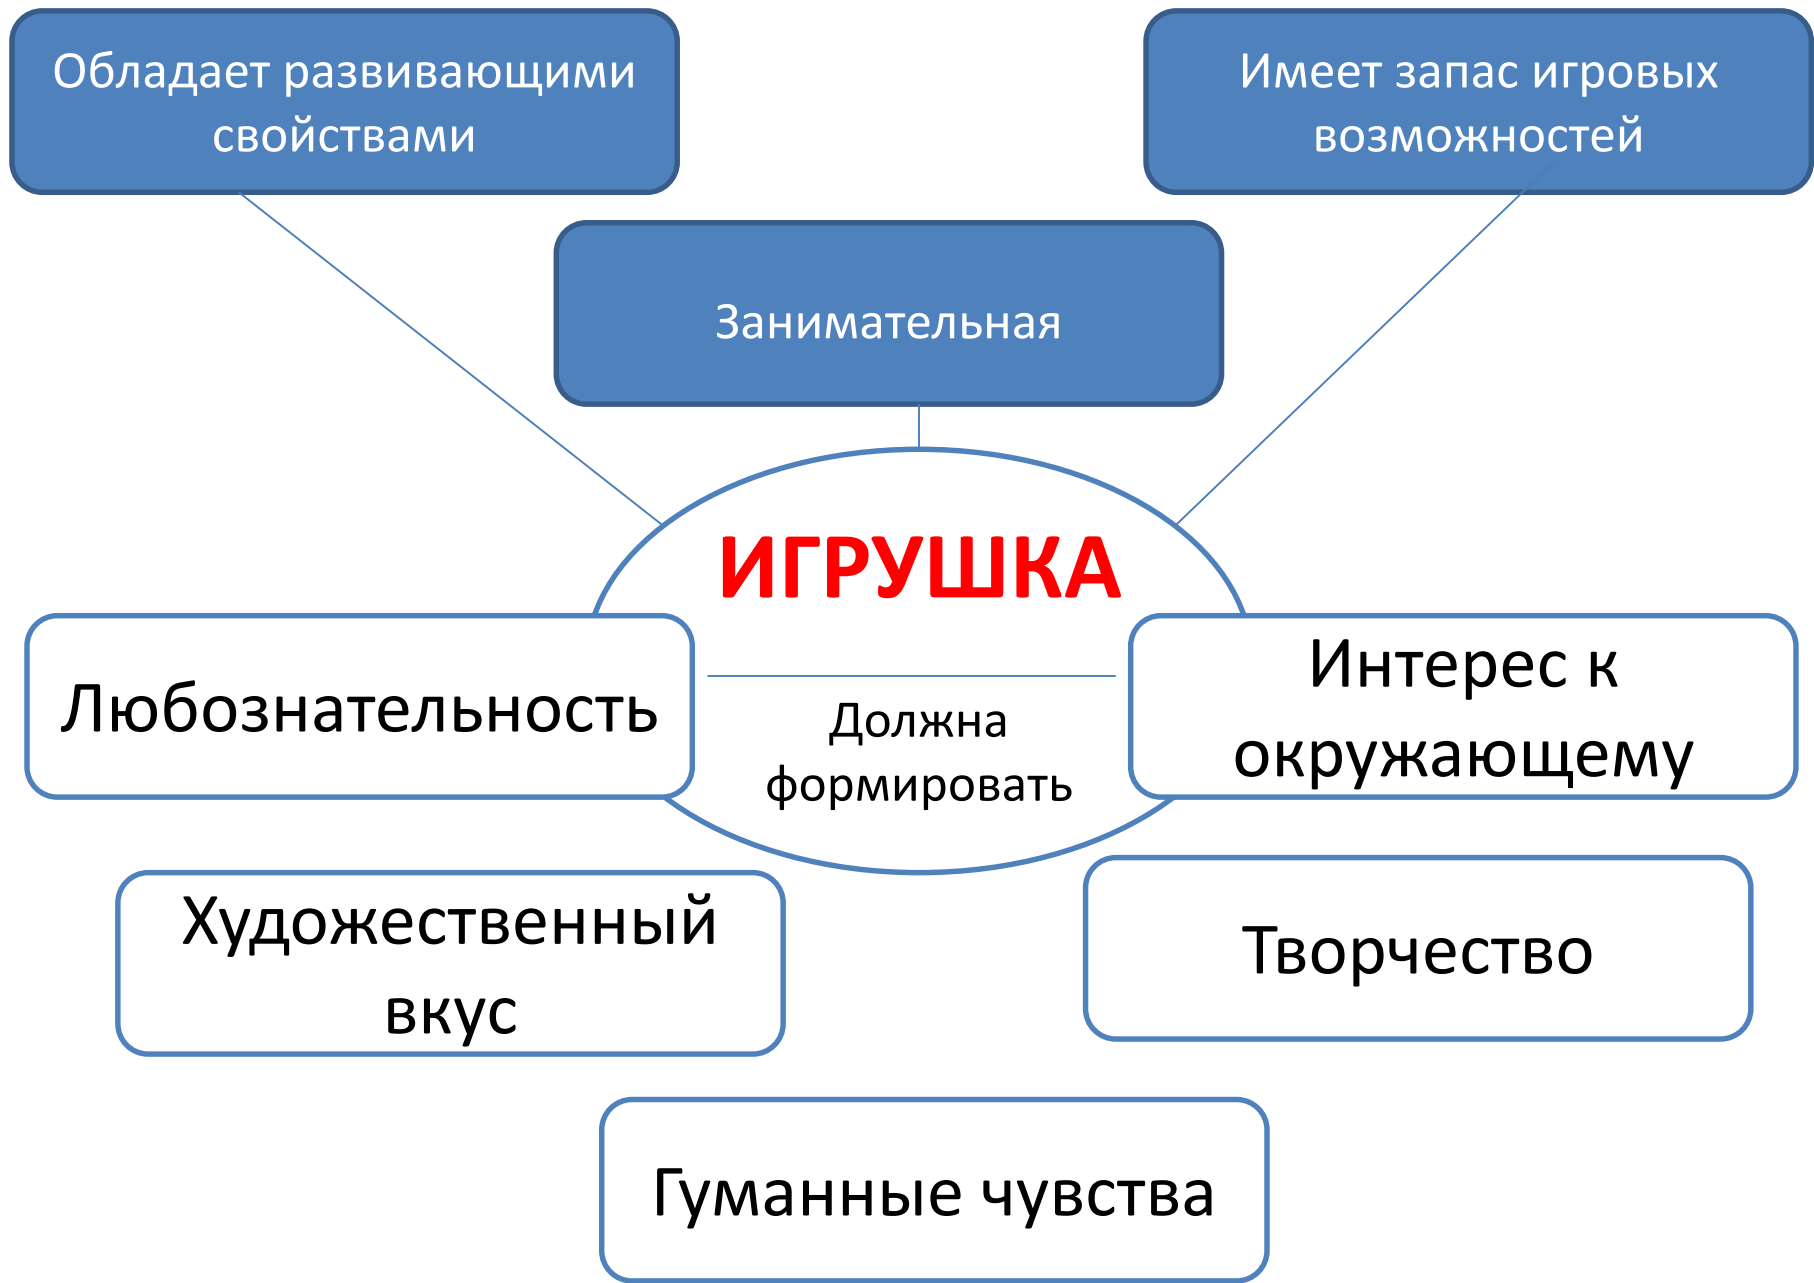 Обладает развивающими
свойствами
Имеет запас игровых
возможностей
Занимательная
ИГРУШКА
Должна
формировать
Любознательность
Интерес к
окружающему
Художественный
вкус
Творчество
Гуманные чувства